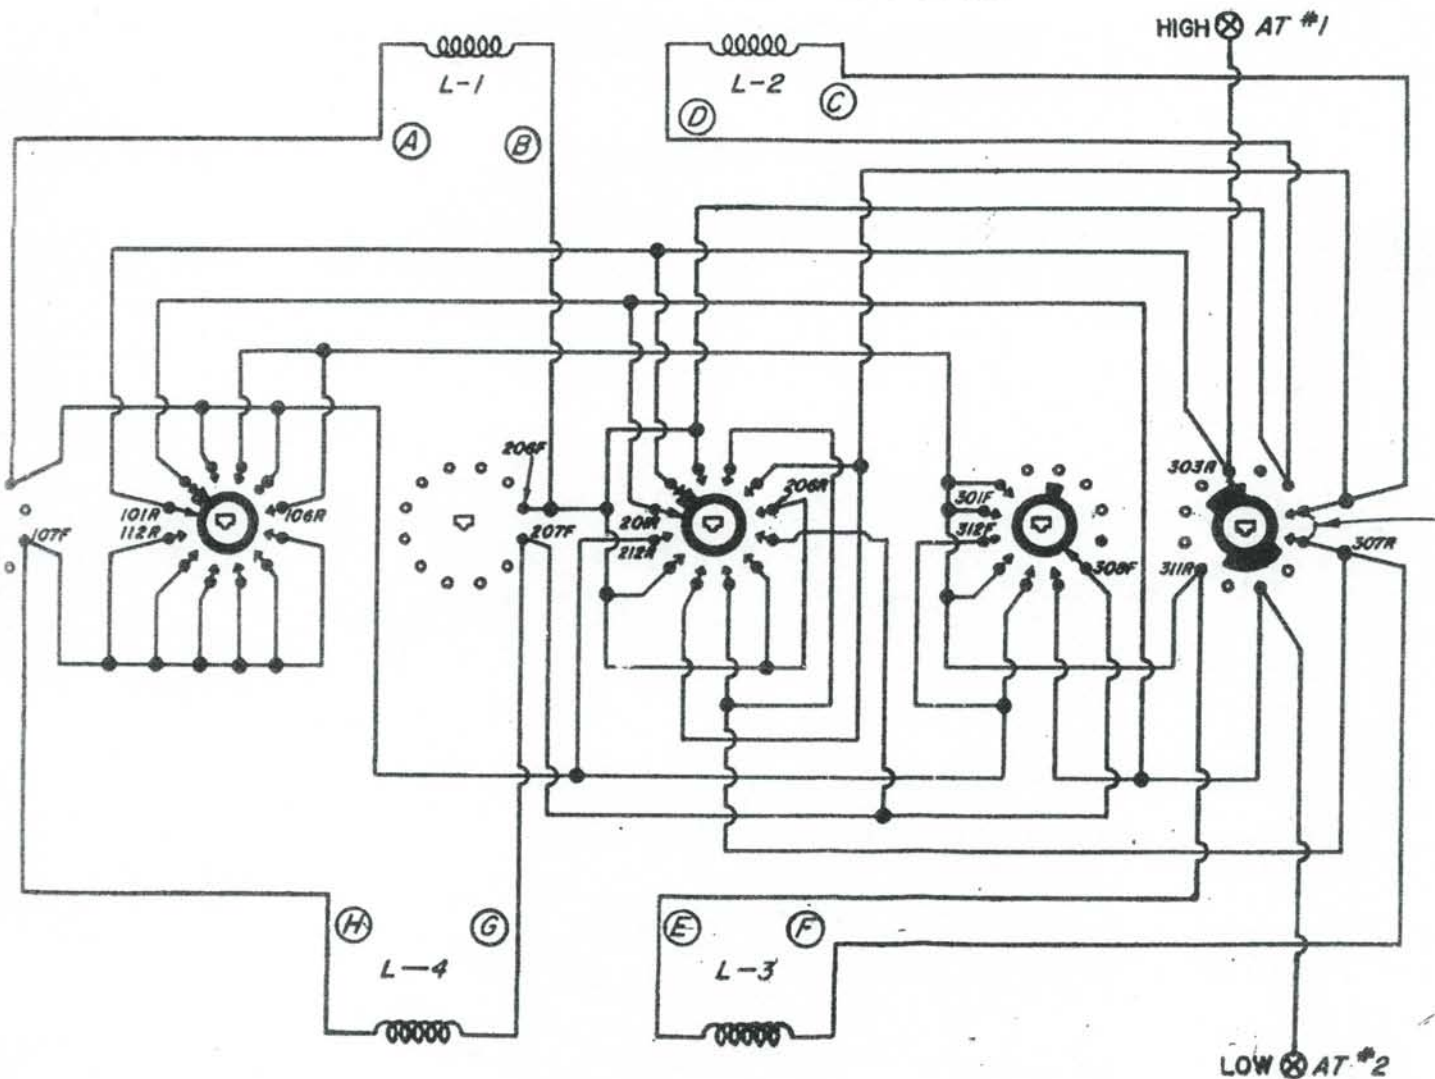 HIGH AT #1
L-1
L-2
C
D
A
B
206F
303R
101R
106R
201R
206R
301F
107F
112R
207F
212R
312F
308F
311R
307R
H
G
E
F
L-4
L-3
LOW AT #2